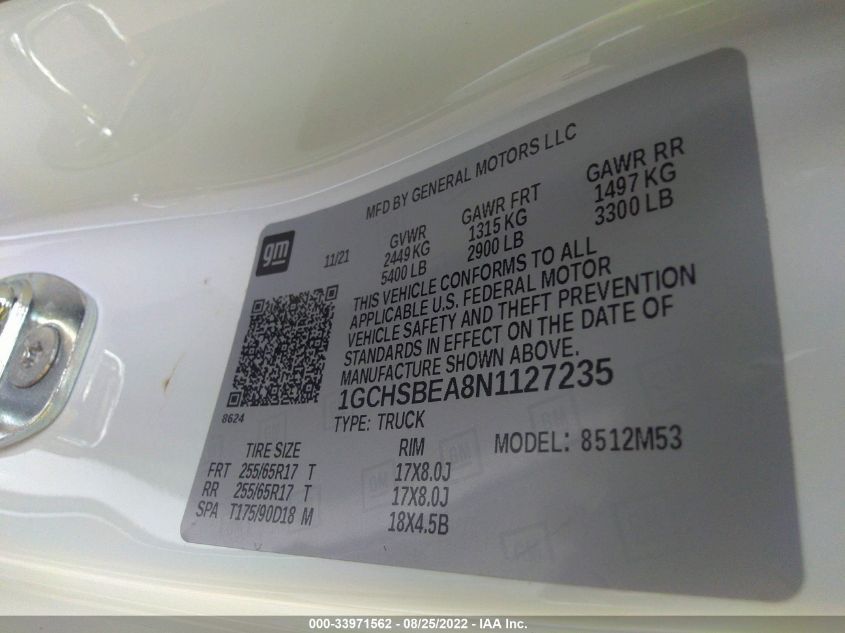 MFD BY GENERAL MOTORS LLC
gm
11/21
GVWR
2449 KG
5400 LB
GAWR FRT
1315 KG
2900 LB
GAWR RR
1497 KG
3300 LB
THIS VEHICLE CONFORMS TO ALL
APPLICABLE U.S. FEDERAL MOTOR
VEHICLE SAFETY AND THEFT PREVENTION
STANDARDS IN EFFECT ON THE DATE OF
MANUFACTURE SHOWN ABOVE.
1GCHSBEA8N1127235
8624
TYPE: TRUCK
TIRE SIZE RIM MODEL: 8512M53
FRT 255/65R17 T 17X8.0J
RR 255/65R17 T 17X8.0J
SPA T175/90D18 M 18X4.5B
000-33971562 - 08/25/2022 - IAA Inc.